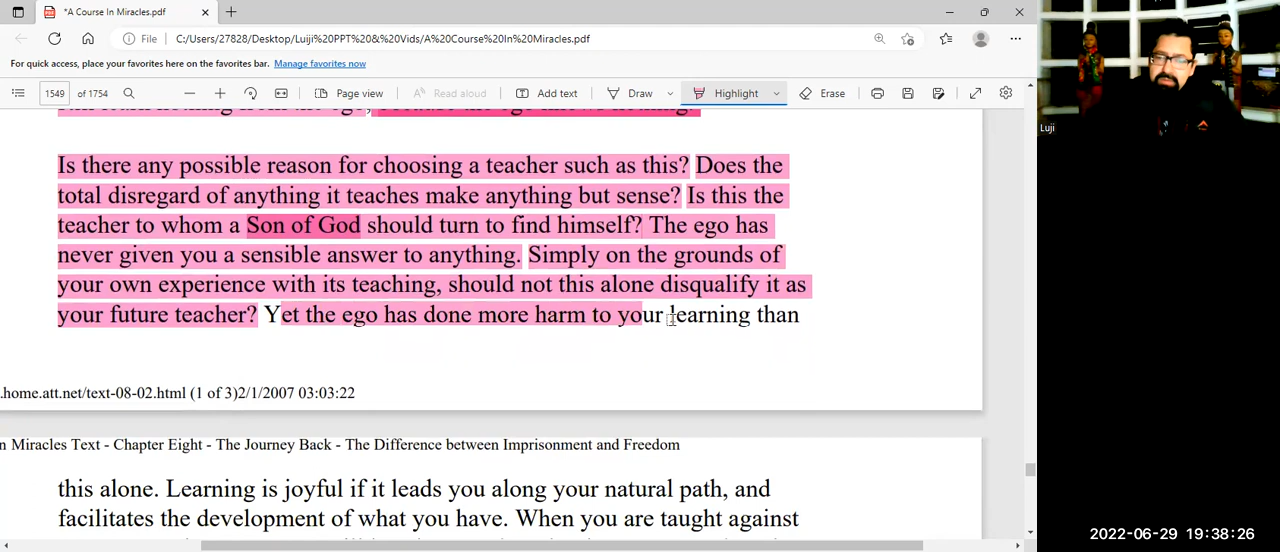 *A Course In Miracles.pdf
File C:/Users/27828/Desktop/Luiji%20PPT%20&%20Vids/A%20Course%20In%20Miracles.pdf
For quick access, place your favorites here on the favorites bar. Manage favorites now
1549 of 1754 Page view Read aloud Add text Draw Highlight Erase
Luji
Is there any possible reason for choosing a teacher such as this? Does the
total disregard of anything it teaches make anything but sense? Is this the
teacher to whom a Son of God should turn to find himself? The ego has
never given you a sensible answer to anything. Simply on the grounds of
your own experience with its teaching, should not this alone disqualify it as
your future teacher? Yet the ego has done more harm to your learning than
.home.att.net/text-08-02.html (1 of 3)2/1/2007 03:03:22
n Miracles Text - Chapter Eight - The Journey Back - The Difference between Imprisonment and Freedom
this alone. Learning is joyful if it leads you along your natural path, and
facilitates the development of what you have. When you are taught against
2022-06-29 19:38:26